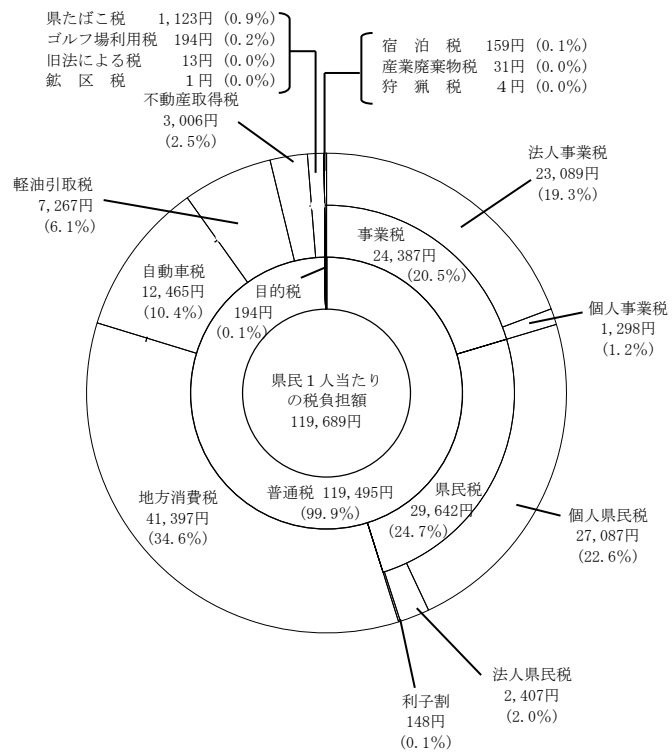 県たばこ税 1,123円 (0.9%)
ゴルフ場利用税 194円 (0.2%)
旧法による税 13円 (0.0%)
鉱区税 1円 (0.0%)
宿泊税 159円 (0.1%)
産業廃棄物税 31円 (0.0%)
狩猟税 4円 (0.0%)
不動産取得税
3,006円
(2.5%)
法人事業税
23,089円
(19.3%)
軽油引取税
7,267円
(6.1%)
事業税
24,387円
(20.5%)
自動車税
12,465円
(10.4%)
目的税
194円
(0.1%)
個人事業税
1,298円
(1.2%)
県民1人当たり
の税負担額
119,689円
地方消費税
41,397円
(34.6%)
普通税 119,495円
(99.9%)
県民税
29,642円
(24.7%)
個人県民税
27,087円
(22.6%)
法人県民税
2,407円
(2.0%)
利子割
148円
(0.1%)